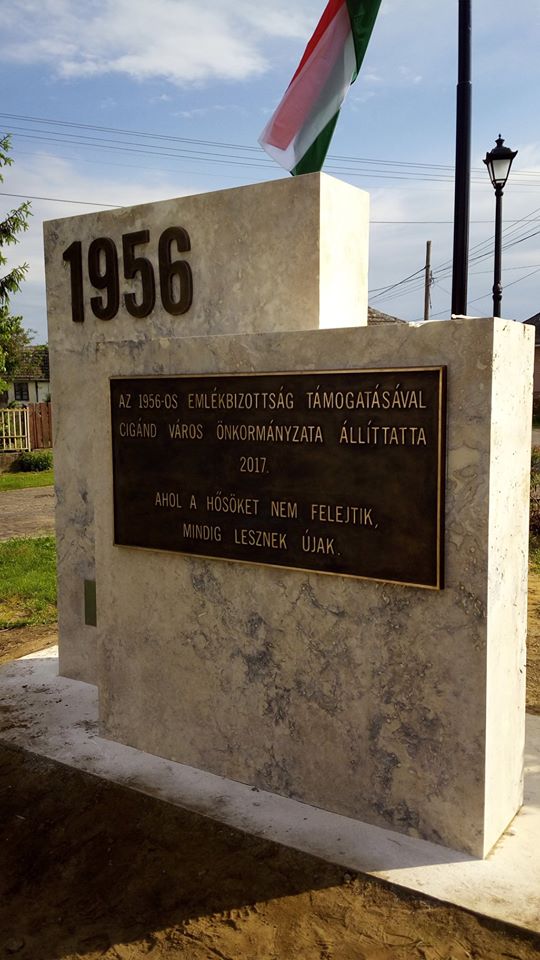 1956
AZ 1956-OS EMLÉKBIZOTTSÁG TÁMOGATÁSÁVAL
CIGÁND VÁROS ÖNKORMÁNYZATA ÁLLÍTTATTA
2017.
AHOL A HŐSÖKET NEM FELEJTIK,
MINDIG LESZNEK ÚJAK.